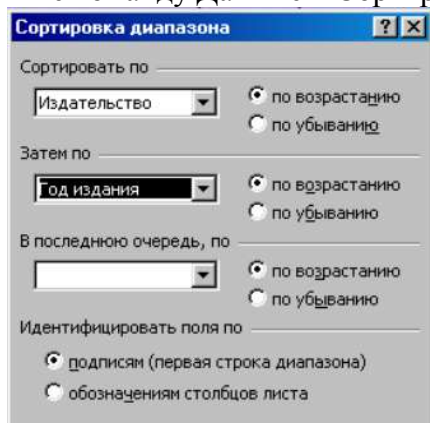 Сортировка диапазона
Сортировать по
Издательство
по возрастанию
по убыванию
Затем по
Год издания
по возрастанию
по убыванию
В последнюю очередь, по
по возрастанию
по убыванию
Идентифицировать поля по
подписям (первая строка диапазона)
обозначениям столбцов листа